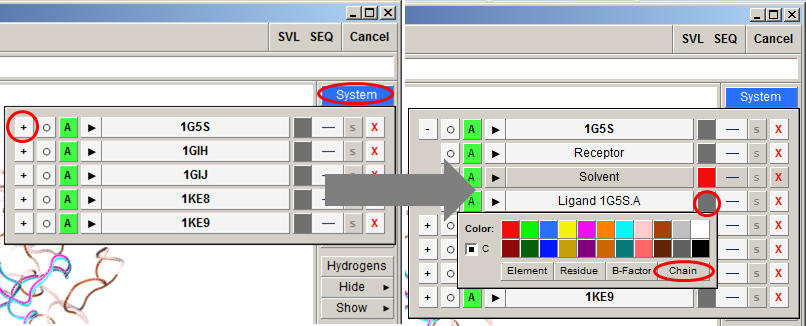 SVL SEQ Cancel
System
+ A 1G5S — s X
+ A 1GIH — s X
+ A 1GIJ — s X
+ A 1KE8 — s X
+ A 1KE9 — s X
Hydrogens
Hide
Show
SVL SEQ Cancel
System
- A 1G5S — s X
A Receptor — s X
A Solvent — s X
A Ligand 1G5S.A — s X
+ A s X
Color:
C
+ s X
Element Residue B-Factor Chain
+ s X
+ A 1KE9 — s X